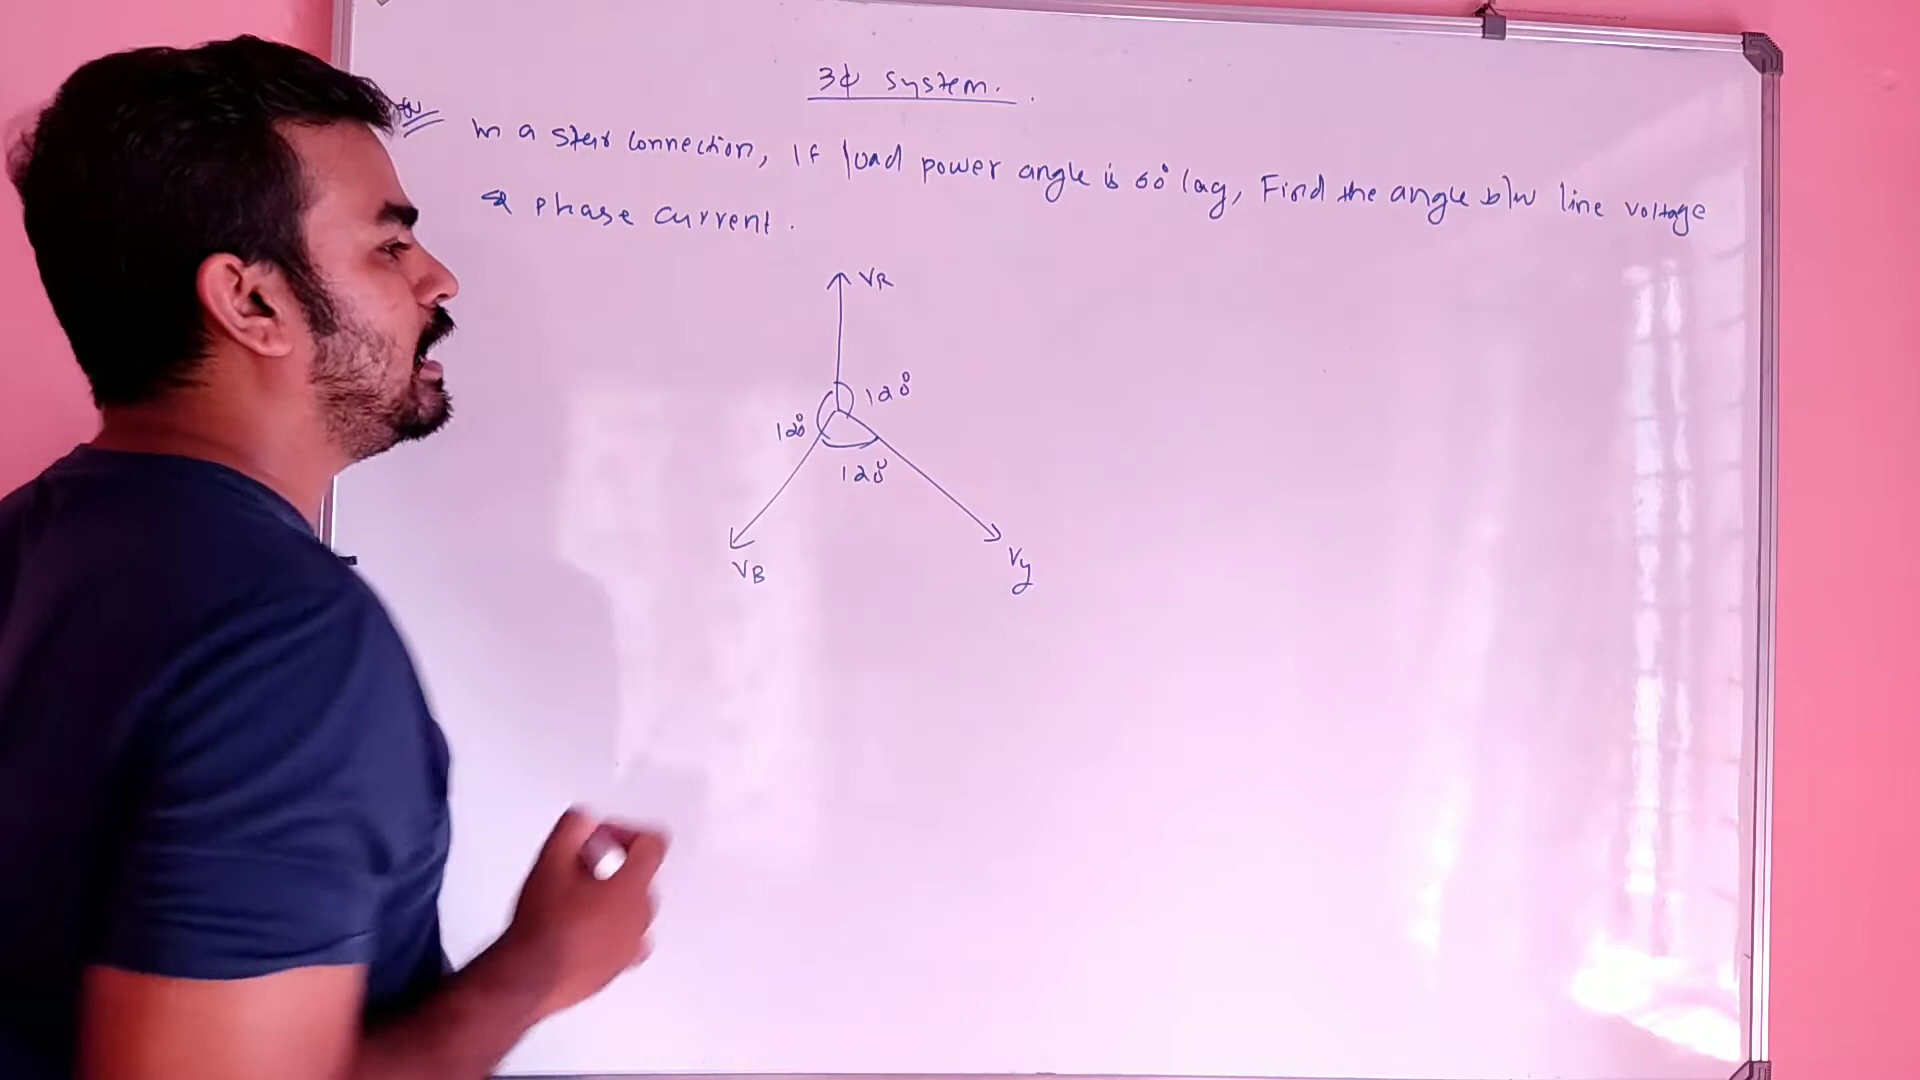 3ϕ system.
In a star connection, If load power angle is 60° lag, Find the angle b/w line voltage
& phase current.
VR
120°
120°
120°
VB
Vy